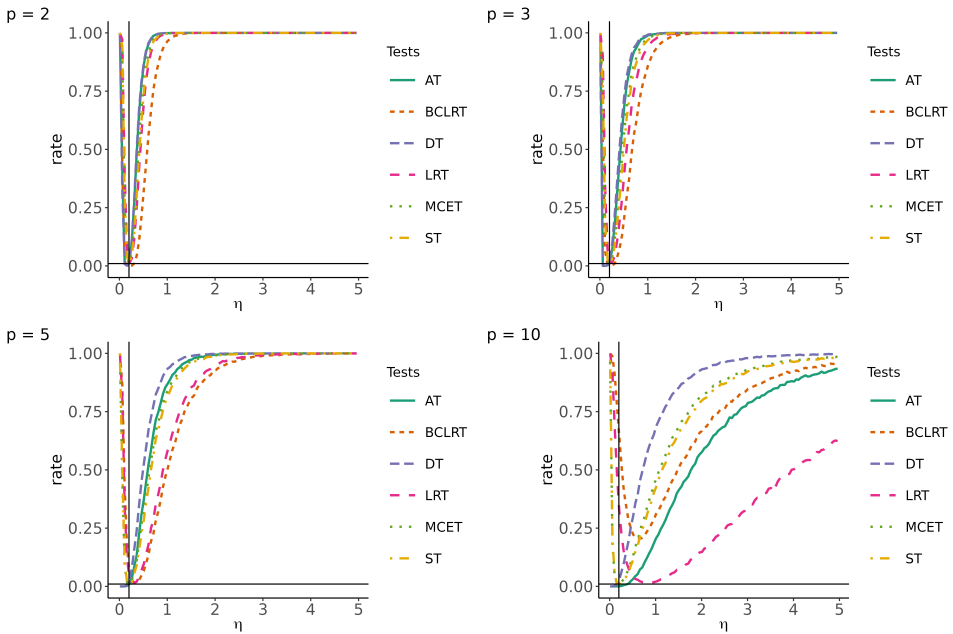 p = 2
rate
1.00
0.75
0.50
0.25
0.00
0 1 2 3 4 5
η
Tests
AT
BCLRT
DT
LRT
MCET
ST
p = 3
rate
1.00
0.75
0.50
0.25
0.00
0 1 2 3 4 5
η
Tests
AT
BCLRT
DT
LRT
MCET
ST
p = 5
rate
1.00
0.75
0.50
0.25
0.00
0 1 2 3 4 5
η
Tests
AT
BCLRT
DT
LRT
MCET
ST
p = 10
rate
1.00
0.75
0.50
0.25
0.00
0 1 2 3 4 5
η
Tests
AT
BCLRT
DT
LRT
MCET
ST